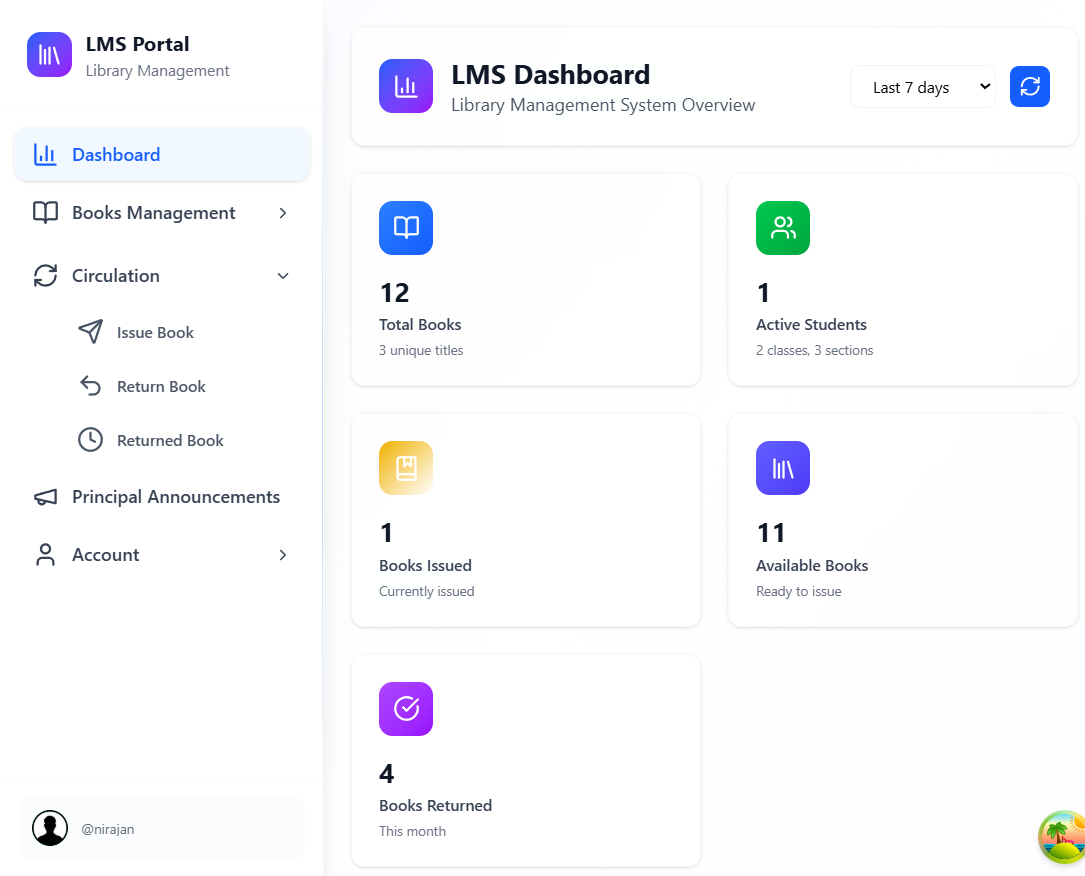 LMS Portal
Library Management
Dashboard
Books Management
Circulation
Issue Book
Return Book
Returned Book
Principal Announcements
Account
@nirajan
LMS Dashboard
Library Management System Overview
Last 7 days
12
Total Books
3 unique titles
1
Active Students
2 classes, 3 sections
1
Books Issued
Currently issued
11
Available Books
Ready to issue
4
Books Returned
This month